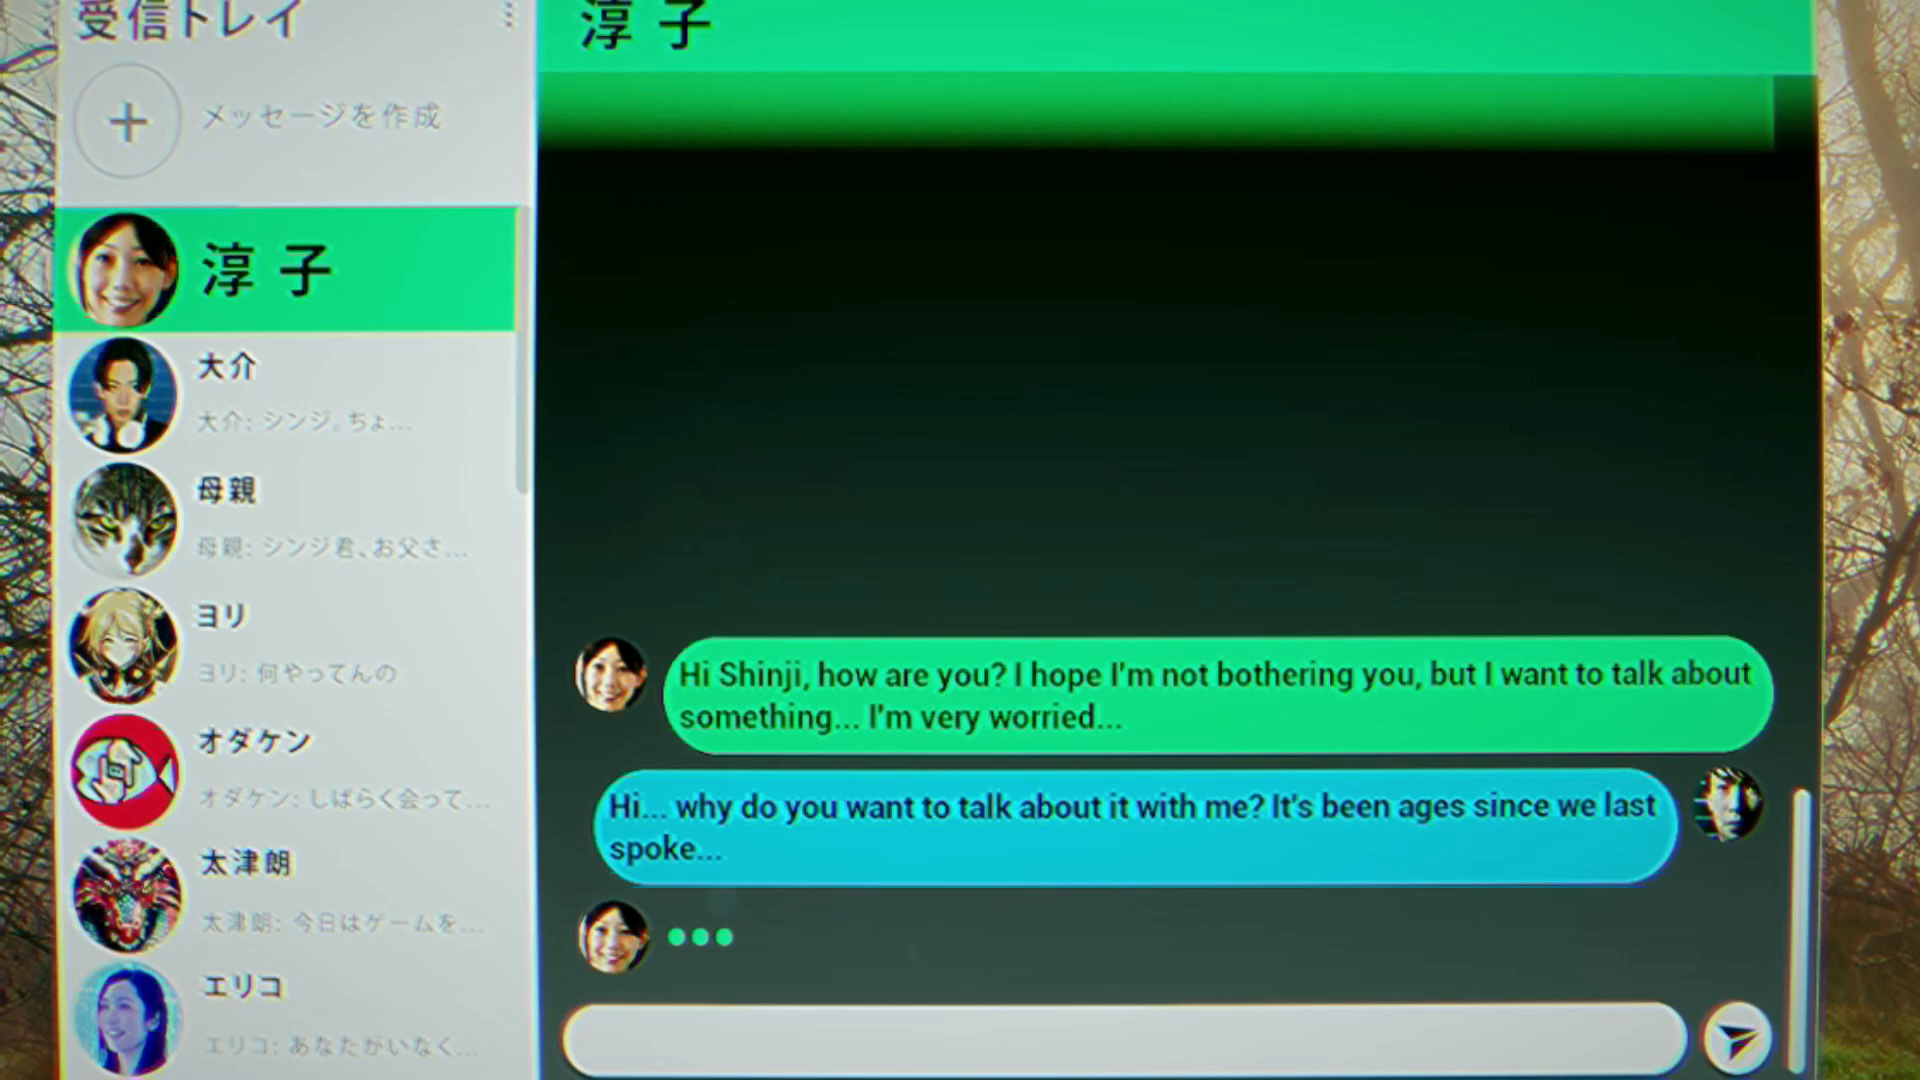 受信トレイ
メッセージを作成
淳子
大介
大介: シンジ。ちょ...
母親
母親: シンジ君、お父さ...
ヨリ
ヨリ: 何やってんの
オダケン
オダケン: しばらく会って...
太津朗
太津朗: 今日はゲームを...
エリコ
エリコ: あなたがいなく...
淳子
Hi Shinji, how are you? I hope I'm not bothering you, but I want to talk about
something... I'm very worried...
Hi... why do you want to talk about it with me? It's been ages since we last
spoke...